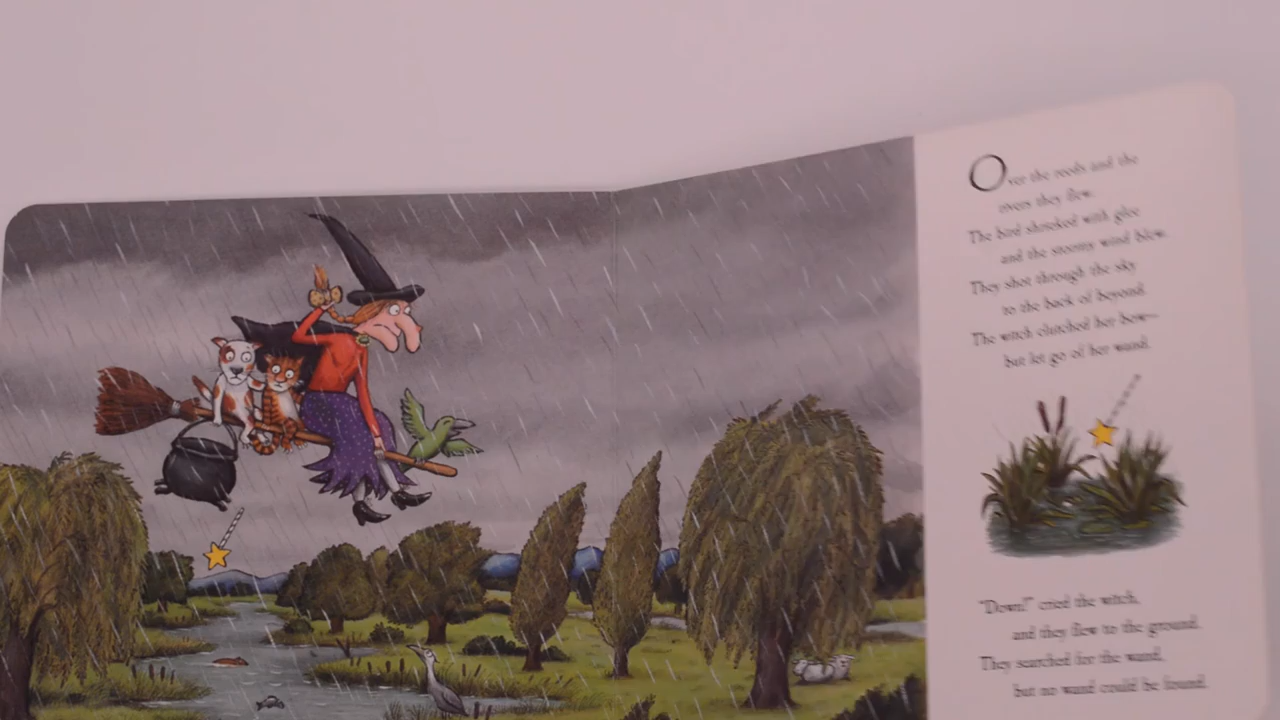 Over the reeds and the
rivers they flew.
The bird shrieked with glee
and the stormy wind blew.
They shot through the sky
to the back of beyond.
The witch clutched her bow—
but let go of her wand.
"Down!" cried the witch,
and they flew to the ground.
They searched for the wand,
but no wand could be found.